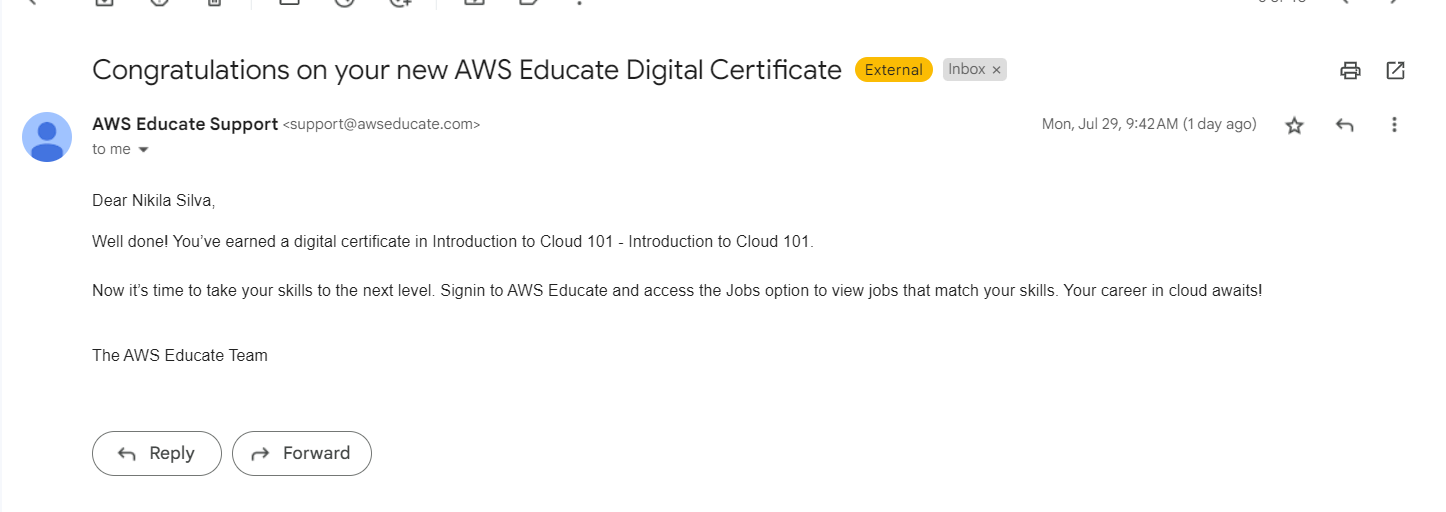 Congratulations on your new AWS Educate Digital Certificate External Inbox ×
AWS Educate Support <support@awseducate.com> Mon, Jul 29, 9:42 AM (1 day ago)
to me
Dear Nikila Silva,
Well done! You've earned a digital certificate in Introduction to Cloud 101 - Introduction to Cloud 101.
Now it's time to take your skills to the next level. Signin to AWS Educate and access the Jobs option to view jobs that match your skills. Your career in cloud awaits!
The AWS Educate Team
Reply Forward